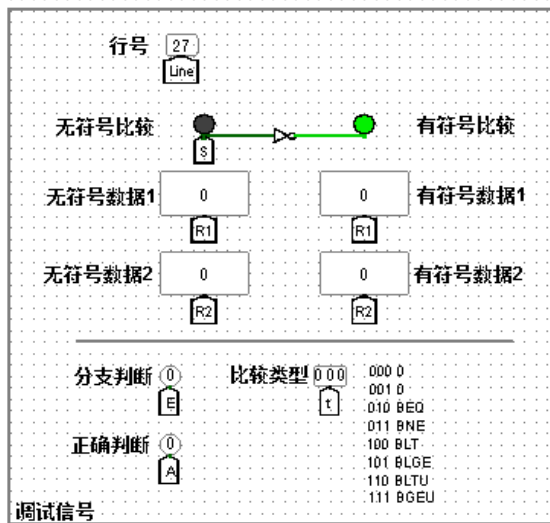 行号 27
Line
无符号比较 有符号比较
S
无符号数据1 0 0 有符号数据1
R1 R1
无符号数据2 0 0 有符号数据2
R2 R2
分支判断 0 比较类型 0 0 0 000 0
001 0
E t 010 BEQ
011 BNE
正确判断 0 100 BLT
101 BLGE
A 110 BLTU
111 BGEU
调试信号